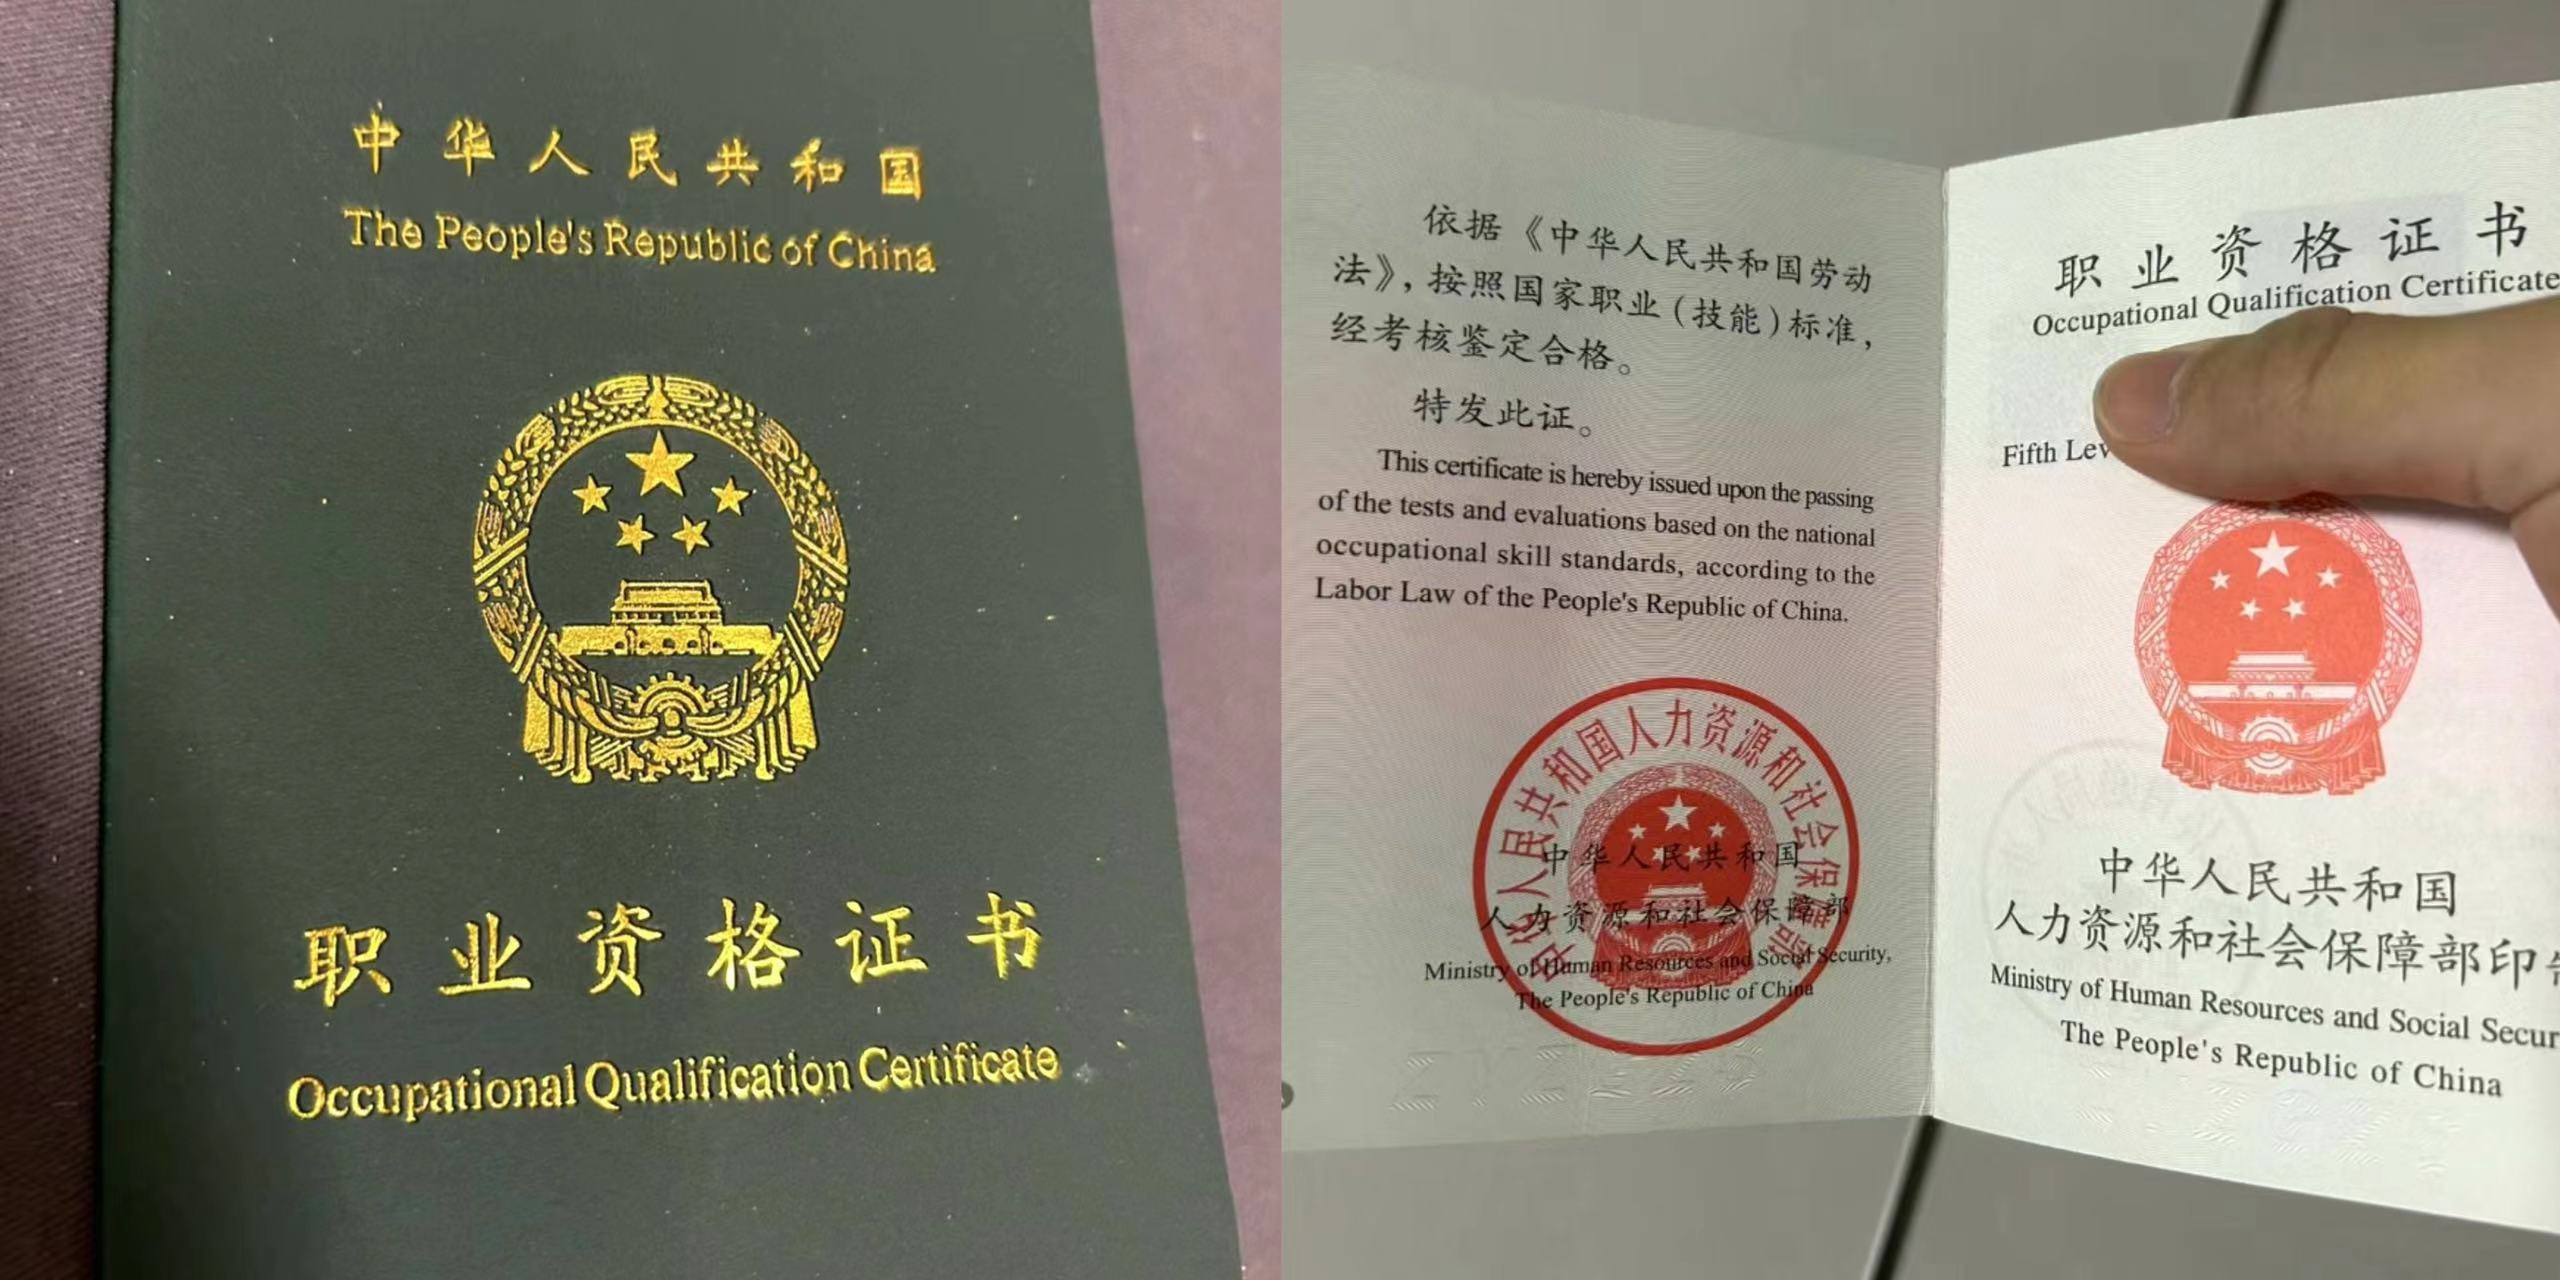 中华人民共和国
The People's Republic of China
职业资格证书
Occupational Qualification Certificate
依据《中华人民共和国劳动
法》，按照国家职业（技能）标准，
经考核鉴定合格。
特发此证。
This certificate is hereby issued upon the passing
of the tests and evaluations based on the national
occupational skill standards, according to the
Labor Law of the People's Republic of China.
中华人民共和国人力资源和社会保障部
中华人民共和国
人力资源和社会保障部
Ministry of Human Resources and Social Security,
The People's Republic of China
职业资格证书
Occupational Qualification Certificate
Fifth Lev
中华人民共和国
人力资源和社会保障部印
Ministry of Human Resources and Social Secur
The People's Republic of China